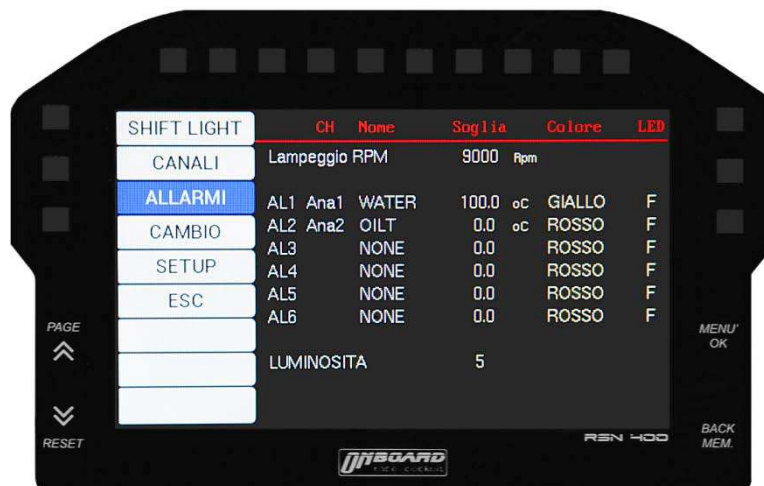 SHIFT LIGHT
CANALI
ALLARMI
CAMBIO
SETUP
ESC
CH Nome Soglia Colore LED
Lampeggio RPM 9000 Rpm
AL1 Ana1 WATER 100.0 oC GIALLO F
AL2 Ana2 OILT 0.0 oC ROSSO F
AL3 NONE 0.0 ROSSO F
AL4 NONE 0.0 ROSSO F
AL5 NONE 0.0 ROSSO F
AL6 NONE 0.0 ROSSO F
LUMINOSITA 5
PAGE
RESET
MENU'
OK
BACK
MEM.
RSN 400
ONBOARD
race cockpit